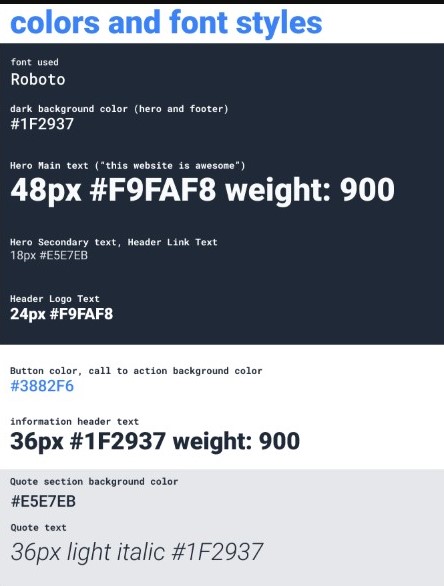 colors and font styles
font used
Roboto
dark background color (hero and footer)
#1F2937
Hero Main text ("this website is awesome")
48px #F9FAF8 weight: 900
Hero Secondary text, Header Link Text
18px #E5E7EB
Header Logo Text
24px #F9FAF8
Button color, call to action background color
#3882F6
information header text
36px #1F2937 weight: 900
Quote section background color
#E5E7EB
Quote text
36px light italic #1F2937